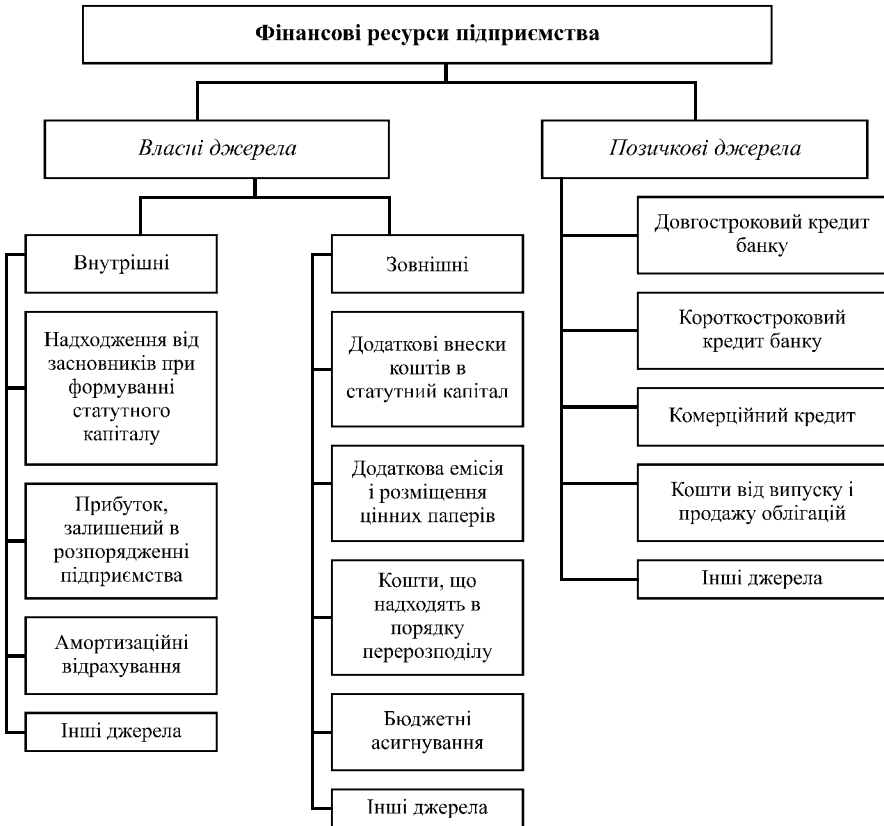 Фінансові ресурси підприємства
Власні джерела
Позичкові джерела
Внутрішні
Надходження від
засновників при
формуванні
статутного
капіталу
Прибуток,
залишений в
розпорядженні
підприємства
Амортизаційні
відрахування
Інші джерела
Зовнішні
Додаткові внески
коштів в
статутний капітал
Додаткова емісія
і розміщення
цінних паперів
Кошти, що
надходять в
порядку
перерозподілу
Бюджетні
асигнування
Інші джерела
Довгостроковий кредит
банку
Короткостроковий
кредит банку
Комерційний кредит
Кошти від випуску і
продажу облігацій
Інші джерела